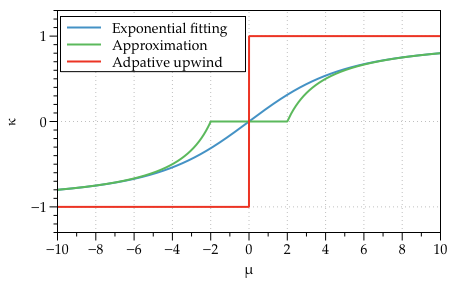 Exponential fitting
Approximation
Adpative upwind
1
0
−1
κ
−10 −8 −6 −4 −2 0 2 4 6 8 10
μ